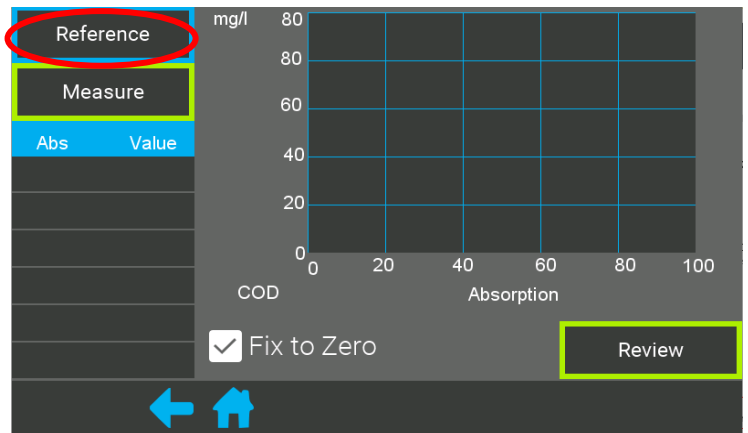 Reference
Measure
Abs Value
mg/l
80
80
60
40
20
0
0 20 40 60 80 100
COD
Absorption
Fix to Zero
Review